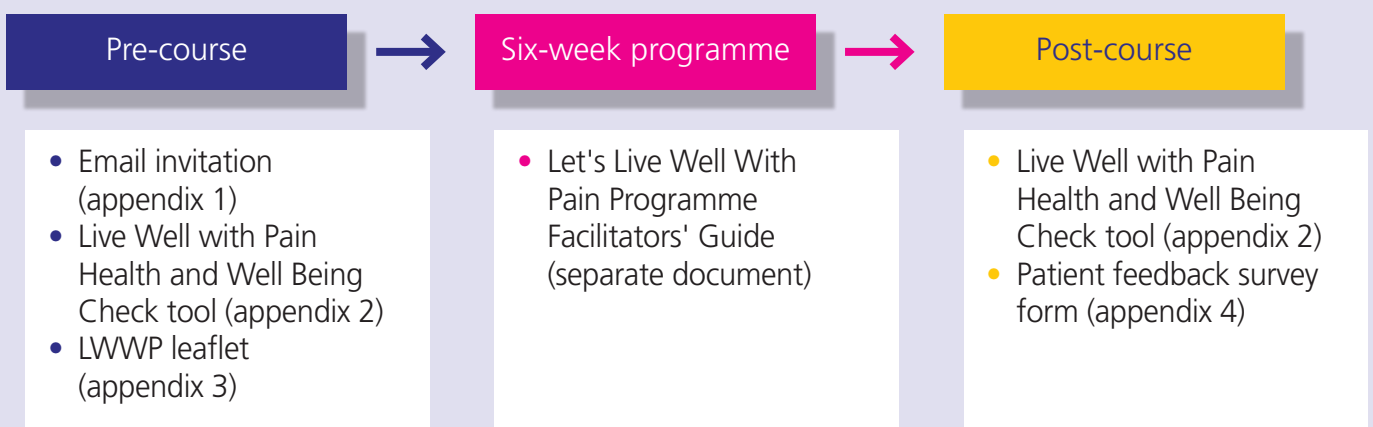 Pre-course
Six-week programme
Post-course
• Email invitation
(appendix 1)
• Live Well with Pain
Health and Well Being
Check tool (appendix 2)
• LWWP leaflet
(appendix 3)
• Let's Live Well With
Pain Programme
Facilitators' Guide
(separate document)
• Live Well with Pain
Health and Well Being
Check tool (appendix 2)
• Patient feedback survey
form (appendix 4)